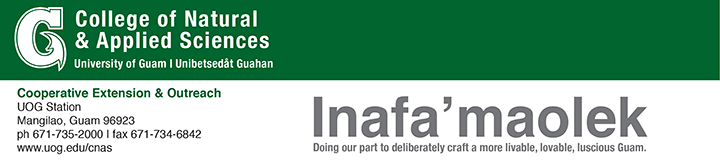 College of Natural
& Applied Sciences
University of Guam | Unibetsedåt Guahan
Cooperative Extension & Outreach
UOG Station
Mangilao, Guam 96923
ph 671-735-2000 | fax 671-734-6842
www.uog.edu/cnas
Inafa'maolek
Doing our part to deliberately craft a more livable, lovable, luscious Guam.